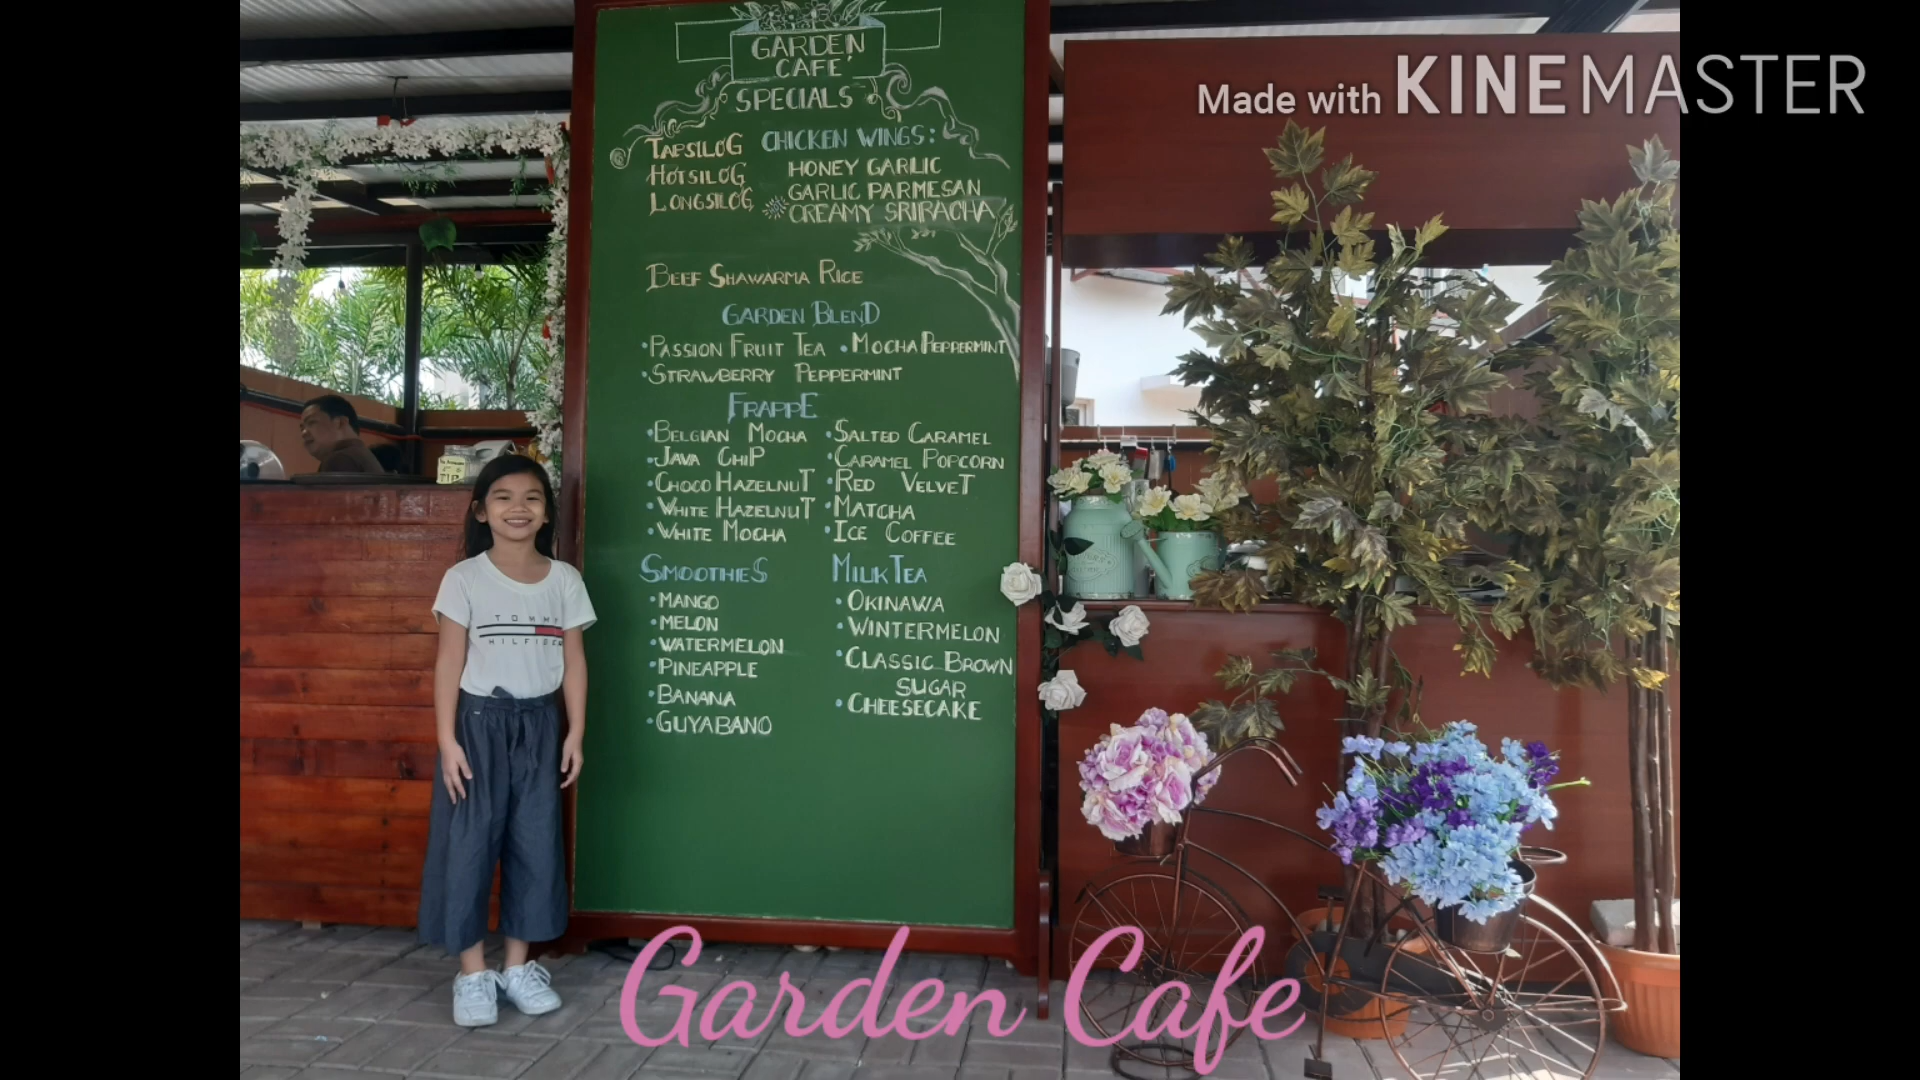 Made with KINEMASTER
GARDEN
CAFE'
SPECIALS
TAPSILOG
HOTSILOG
LONGSILOG
CHICKEN WINGS:
HONEY GARLIC
GARLIC PARMESAN
CREAMY SRIRACHA
BEEF SHAWARMA RICE
GARDEN BLEND
•PASSION FRUIT TEA •MOCHA PEPPERMINT
•STRAWBERRY PEPPERMINT
FRAPPE
•BELGIAN MOCHA
•JAVA CHIP
•CHOCO HAZELNUT
•WHITE HAZELNUT
•WHITE MOCHA
•SALTED CARAMEL
•CARAMEL POPCORN
•RED VELVET
•MATCHA
•ICE COFFEE
SMOOTHIES
•MANGO
•MELON
•WATERMELON
•PINEAPPLE
•BANANA
•GUYABANO
MILK TEA
•OKINAWA
•WINTERMELON
•CLASSIC BROWN
SUGAR
•CHEESECAKE
TIP
TOMMY
HILFIGER
Garden Cafe